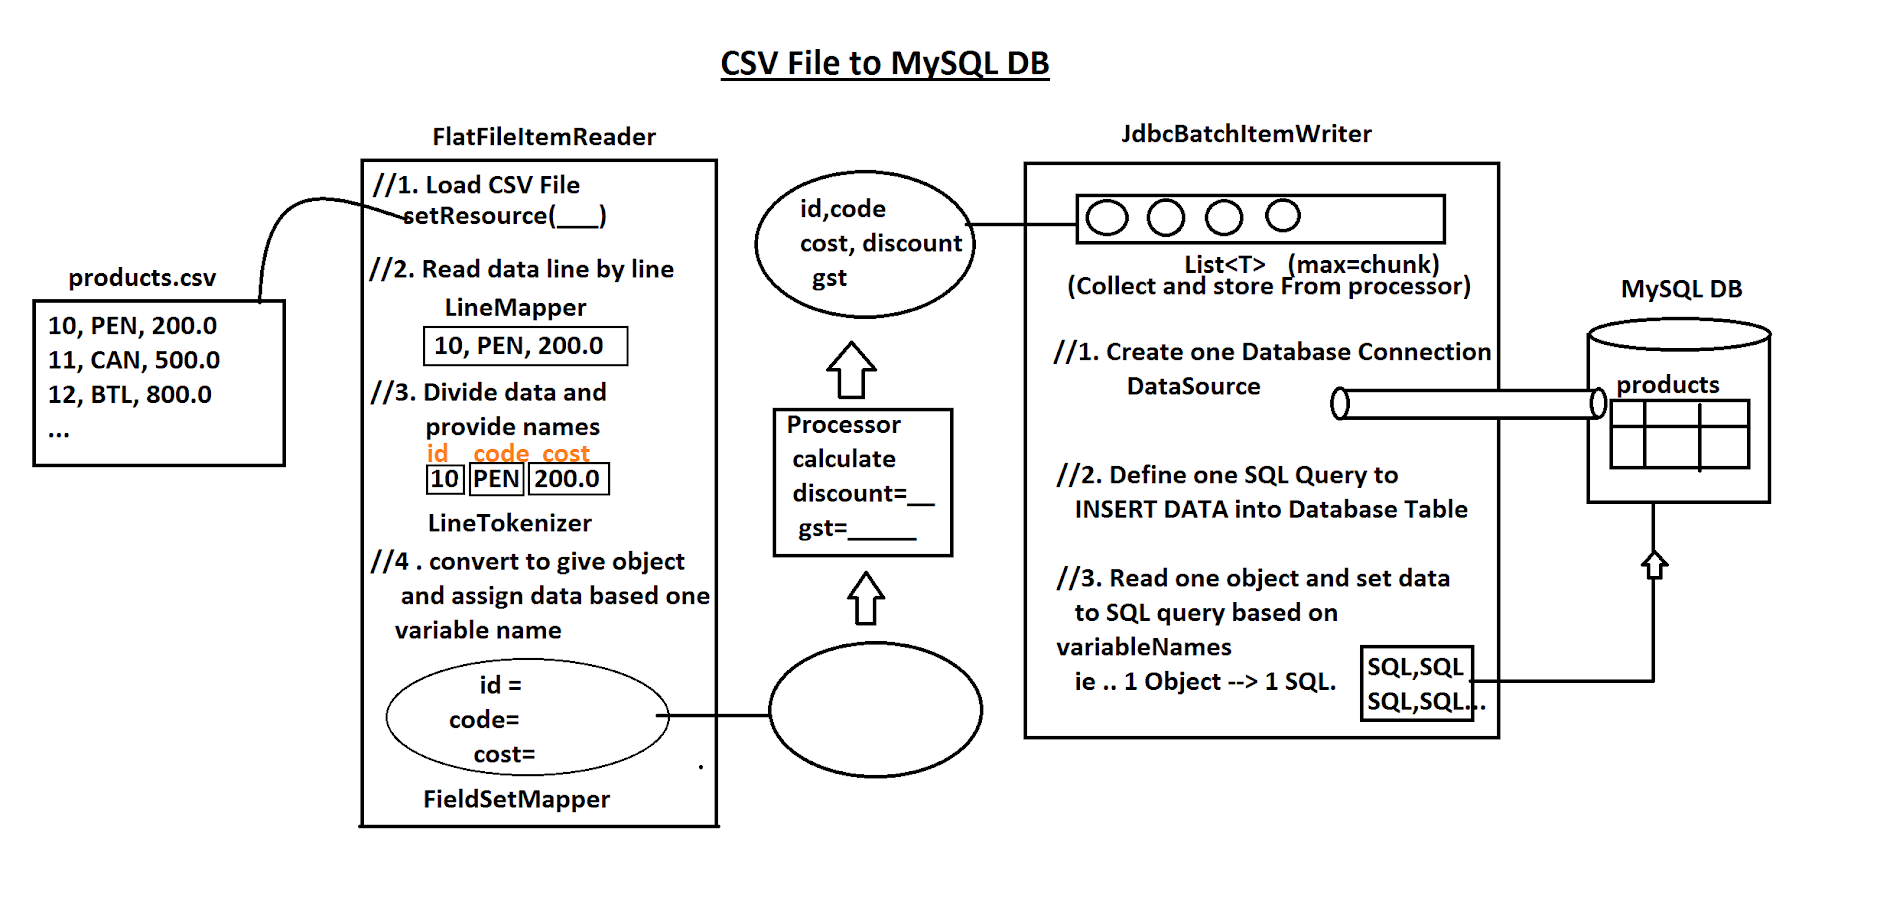 CSV File to MySQL DB
products.csv
10, PEN, 200.0
11, CAN, 500.0
12, BTL, 800.0
...
FlatFileItemReader
//1. Load CSV File
setResource(___)
//2. Read data line by line
LineMapper
10, PEN, 200.0
//3. Divide data and
provide names
id code cost
10 PEN 200.0
LineTokenizer
//4 . convert to give object
and assign data based one
variable name
id =
code=
cost=
FieldSetMapper
id,code
cost, discount
gst
Processor
calculate
discount=__
gst=_____
JdbcBatchItemWriter
List<T> (max=chunk)
(Collect and store From processor)
//1. Create one Database Connection
DataSource
//2. Define one SQL Query to
INSERT DATA into Database Table
//3. Read one object and set data
to SQL query based on
variableNames
ie .. 1 Object --> 1 SQL.
SQL,SQL
SQL,SQL...
MySQL DB
products